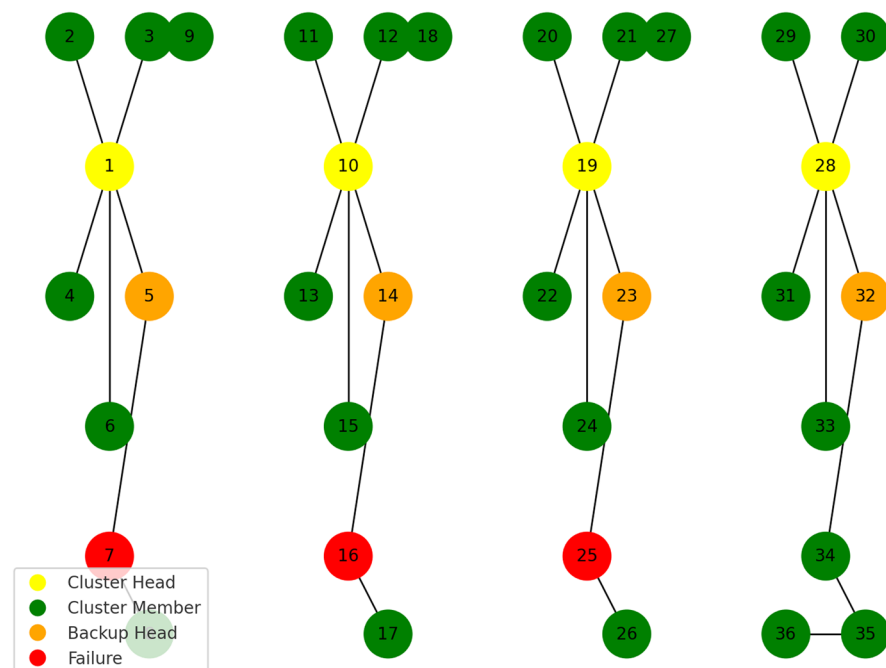 2 3 9 11 12 18 20 21 27 29 30
1 10 19 28
4 5 13 14 22 23 31 32
6 15 24 33
7 16 25 34
Cluster Head
Cluster Member
Backup Head
Failure
17 26 36 35